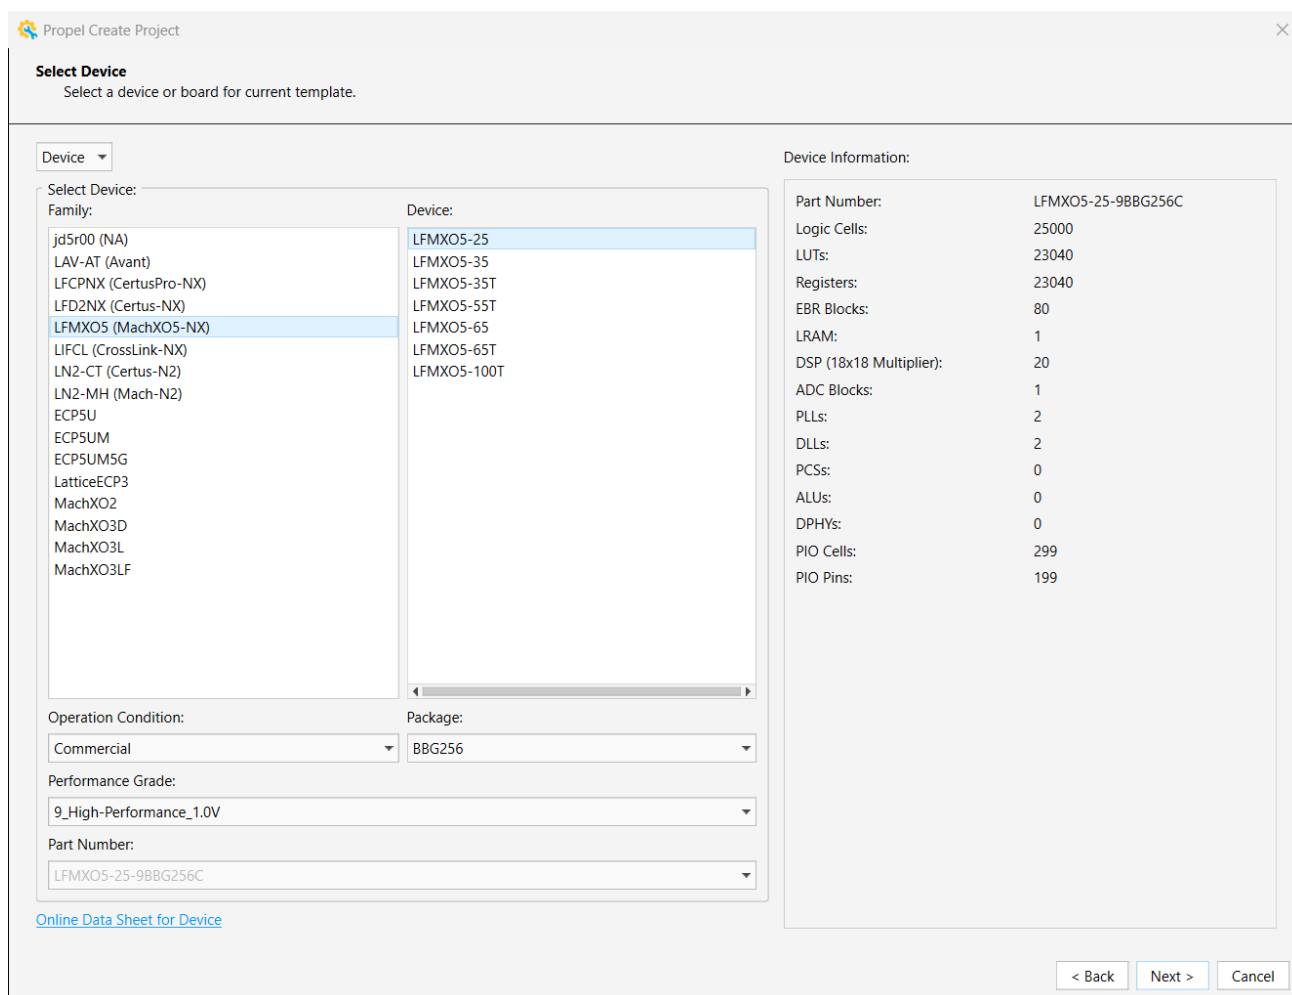 Propel Create Project
Select Device
Select a device or board for current template.
Device
Select Device:
Family:
jd5r00 (NA)
LAV-AT (Avant)
LFCPNX (CertusPro-NX)
LFD2NX (Certus-NX)
LFMXO5 (MachXO5-NX)
LIFCL (CrossLink-NX)
LN2-CT (Certus-N2)
LN2-MH (Mach-N2)
ECP5U
ECP5UM
ECP5UM5G
LatticeECP3
MachXO2
MachXO3D
MachXO3L
MachXO3LF
Device:
LFMXO5-25
LFMXO5-35
LFMXO5-35T
LFMXO5-55T
LFMXO5-65
LFMXO5-65T
LFMXO5-100T
Operation Condition:
Commercial
Package:
BBG256
Performance Grade:
9_High-Performance_1.0V
Part Number:
LFMXO5-25-9BBG256C
Online Data Sheet for Device
Device Information:
Part Number: LFMXO5-25-9BBG256C
Logic Cells: 25000
LUTs: 23040
Registers: 23040
EBR Blocks: 80
LRAM: 1
DSP (18x18 Multiplier): 20
ADC Blocks: 1
PLLs: 2
DLLs: 2
PCSs: 0
ALUs: 0
DPHYs: 0
PIO Cells: 299
PIO Pins: 199
< Back
Next >
Cancel